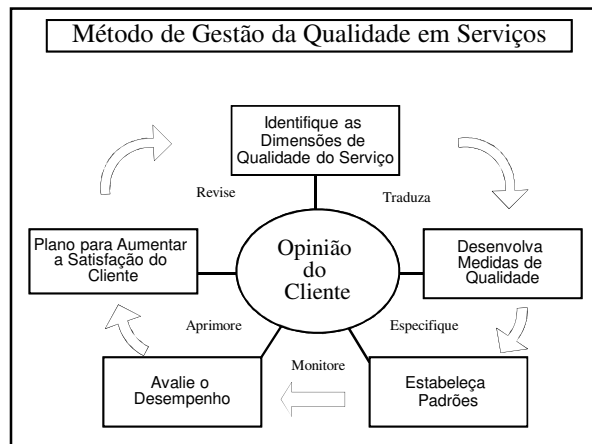 Método de Gestão da Qualidade em Serviços
Identifique as
Dimensões de
Qualidade do Serviço
Revise
Traduza
Plano para Aumentar
a Satisfação do
Cliente
Opinião
do
Cliente
Desenvolva
Medidas de
Qualidade
Aprimore
Especifique
Monitore
Avalie o
Desempenho
Estabeleça
Padrões